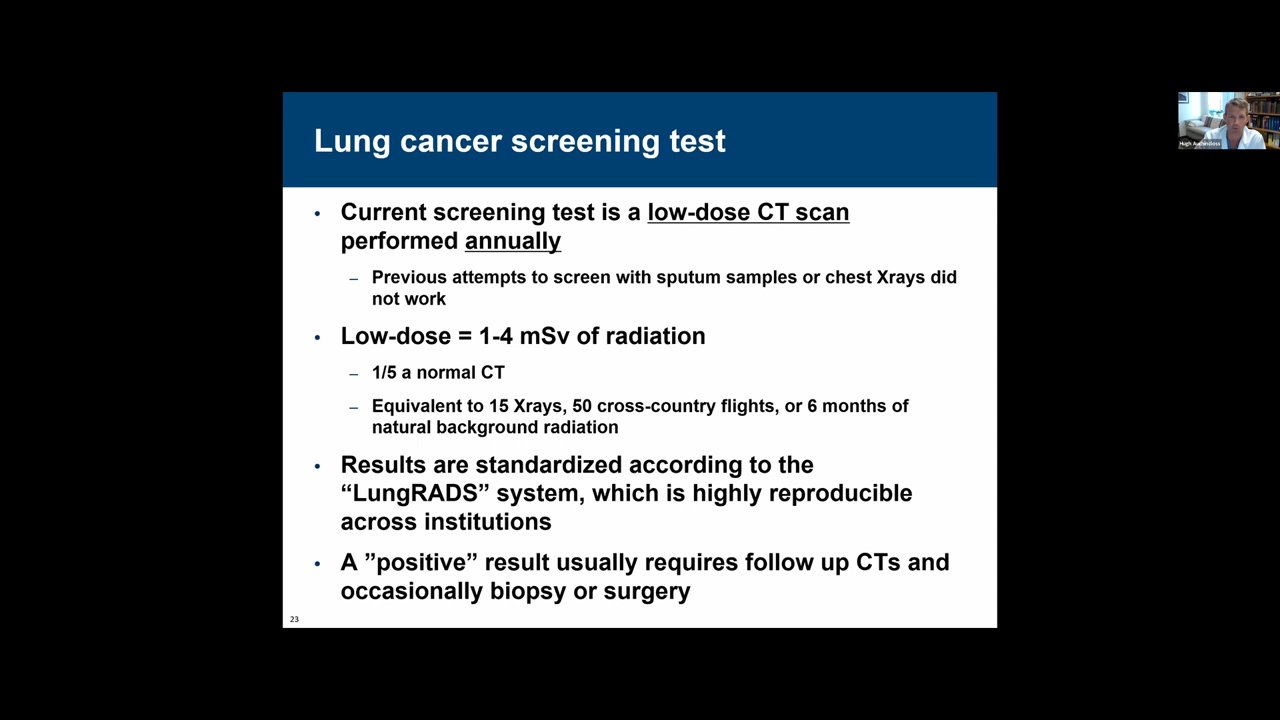 Lung cancer screening test
• Current screening test is a low-dose CT scan
performed annually
– Previous attempts to screen with sputum samples or chest Xrays did
not work
• Low-dose = 1-4 mSv of radiation
– 1/5 a normal CT
– Equivalent to 15 Xrays, 50 cross-country flights, or 6 months of
natural background radiation
• Results are standardized according to the
“LungRADS” system, which is highly reproducible
across institutions
• A ”positive” result usually requires follow up CTs and
occasionally biopsy or surgery
23
Hugh Auchincloss